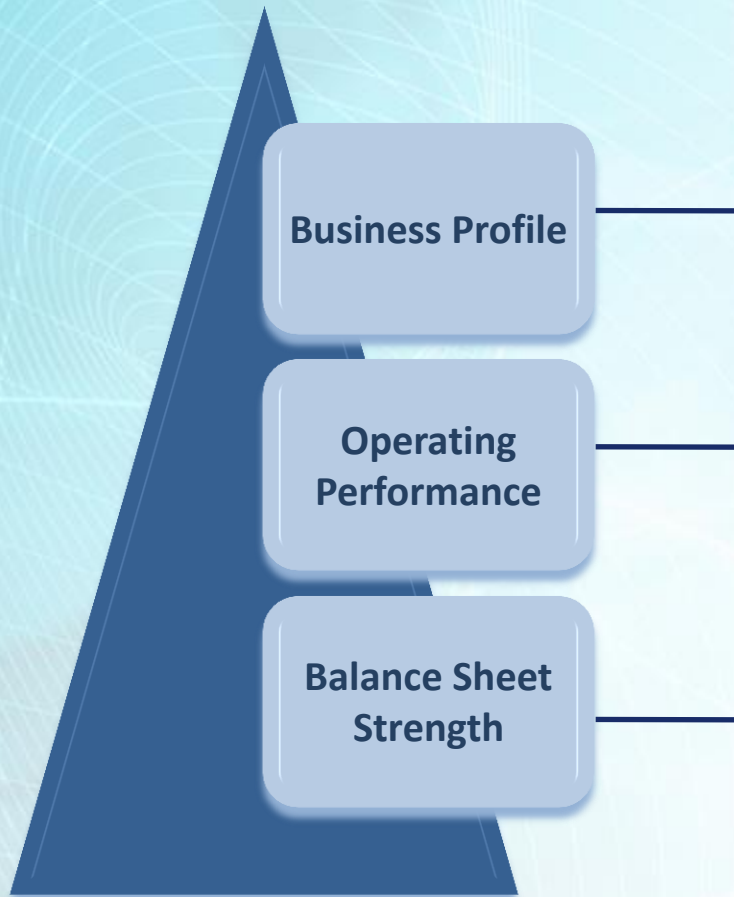 Business Profile
Operating
Performance
Balance Sheet
Strength